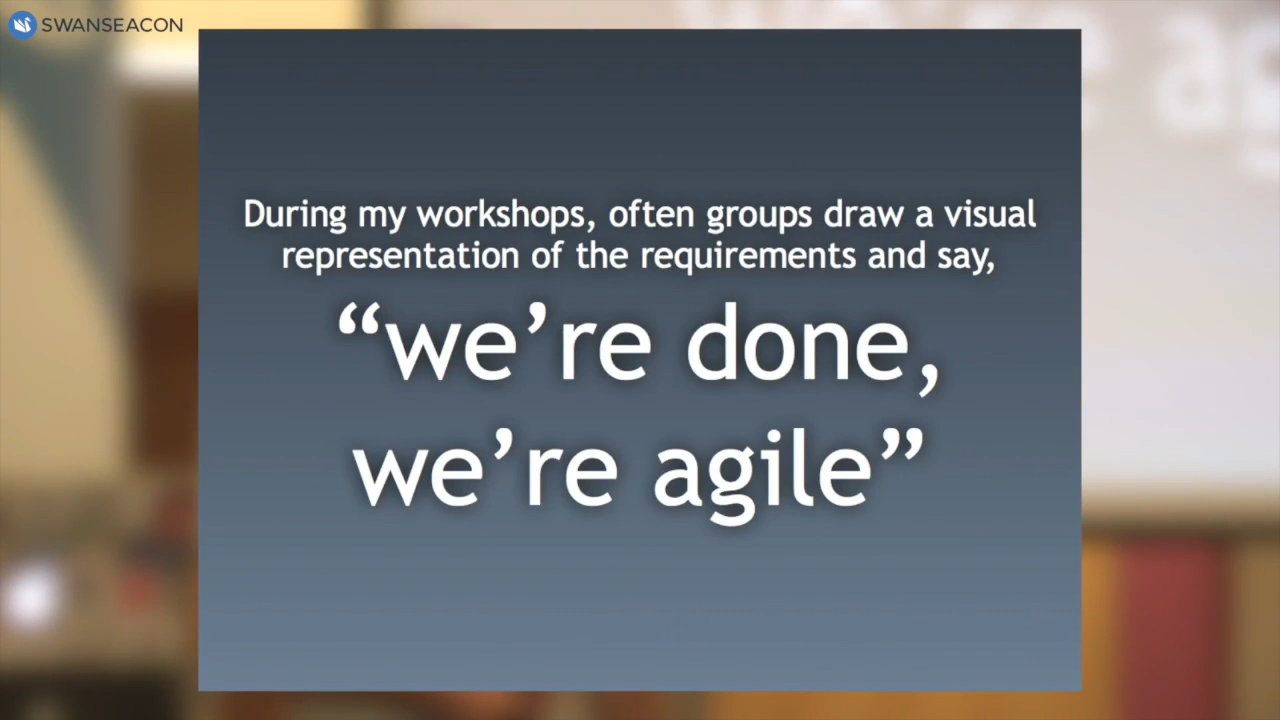 SWANSEACON
During my workshops, often groups draw a visual
representation of the requirements and say,
“we’re done,
we’re agile”